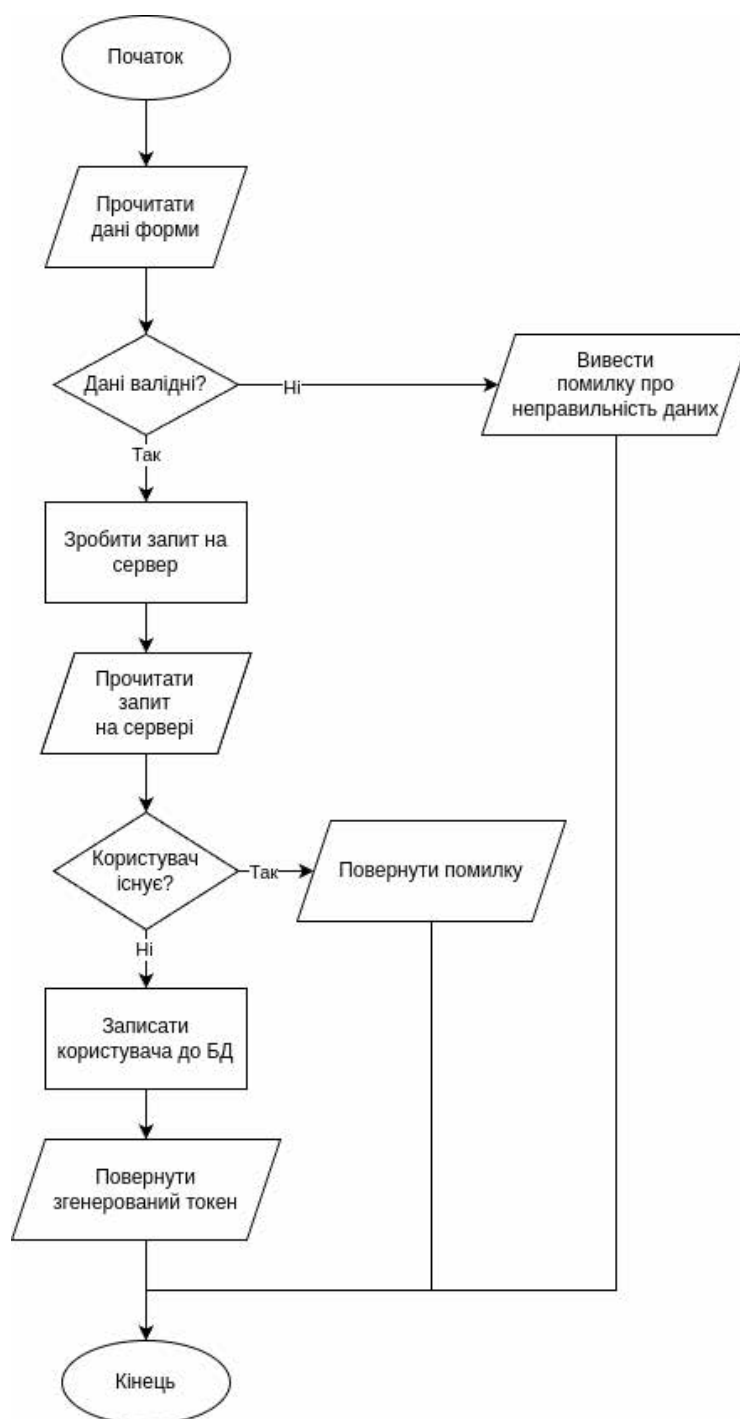 Початок
Прочитати
дані форми
Дані валідні?
Ні
Вивести
помилку про
неправильність даних
Так
Зробити запит на
сервер
Прочитати
запит
на сервері
Користувач
існує?
Так
Повернути помилку
Ні
Записати
користувача до БД
Повернути
згенерований токен
Кінець